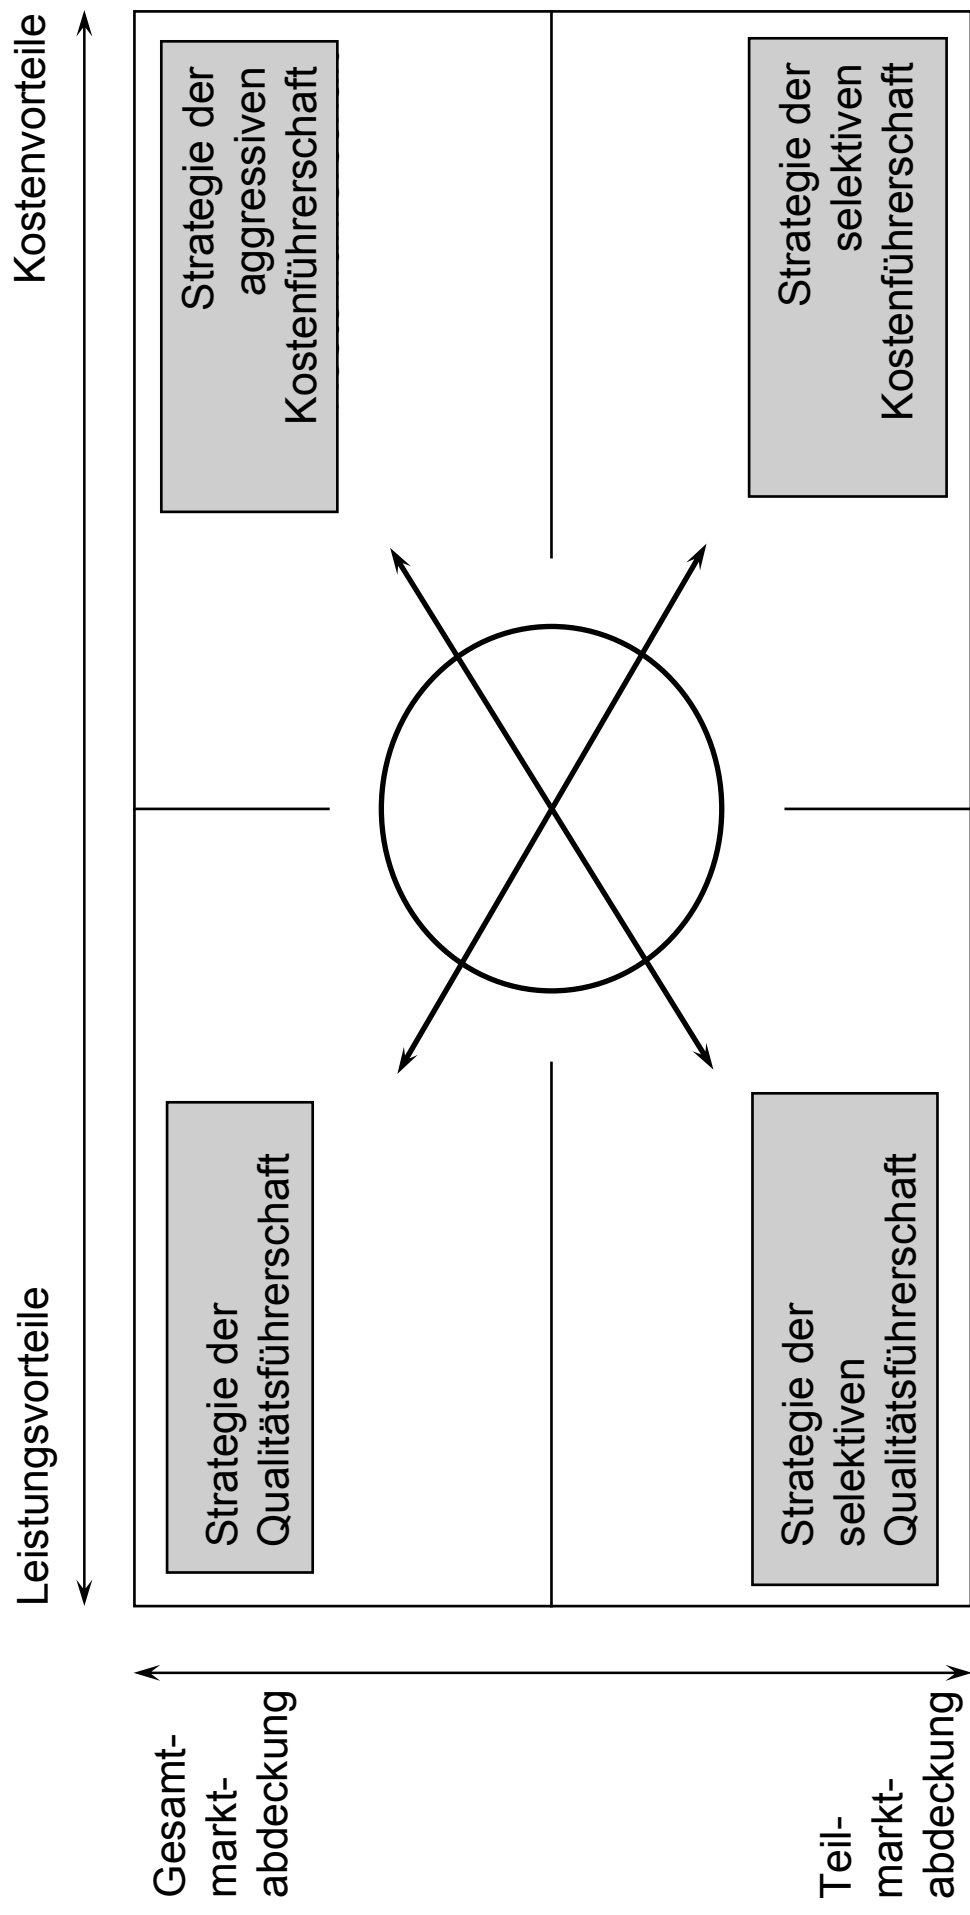 Leistungsvorteile
Kostenvorteile
Gesamt-
markt-
abdeckung
Strategie der
Qualitätsführerschaft
Strategie der
aggressiven
Kostenführerschaft
Teil-
markt-
abdeckung
Strategie der
selektiven
Qualitätsführerschaft
Strategie der
selektiven
Kostenführerschaft